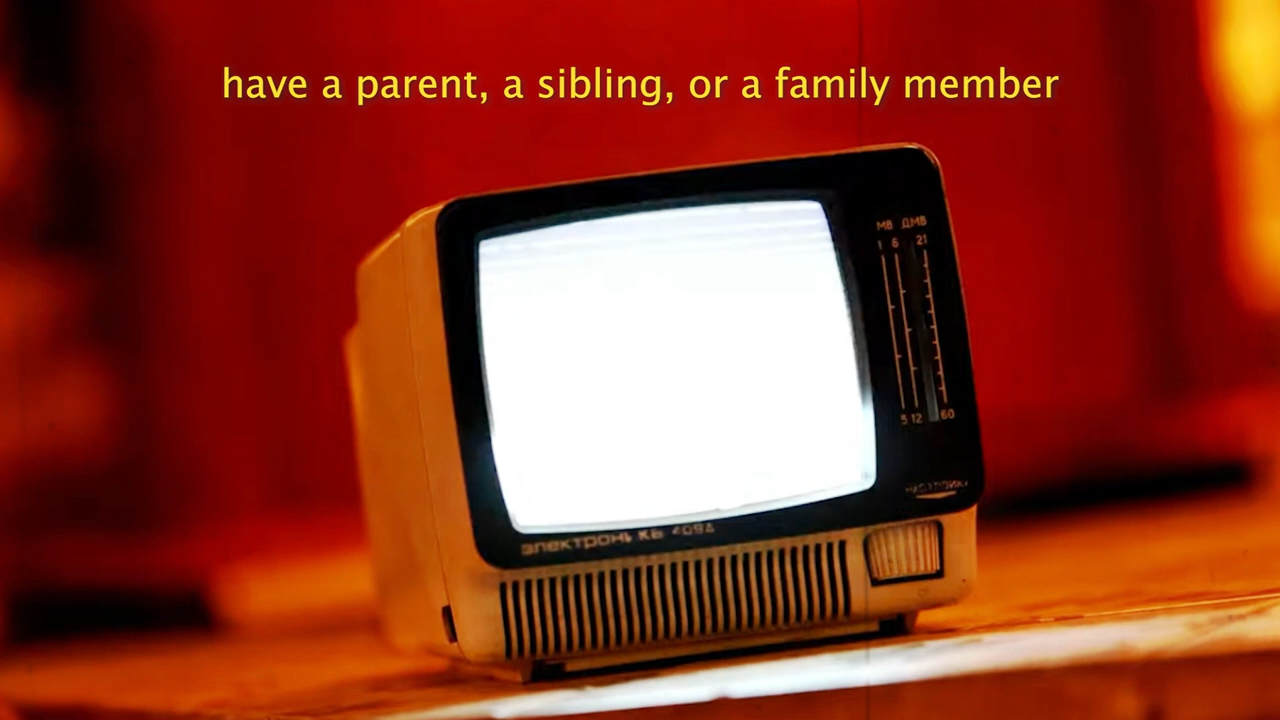 have a parent, a sibling, or a family member
МВ ДМВ
1 6 21
5 12 60